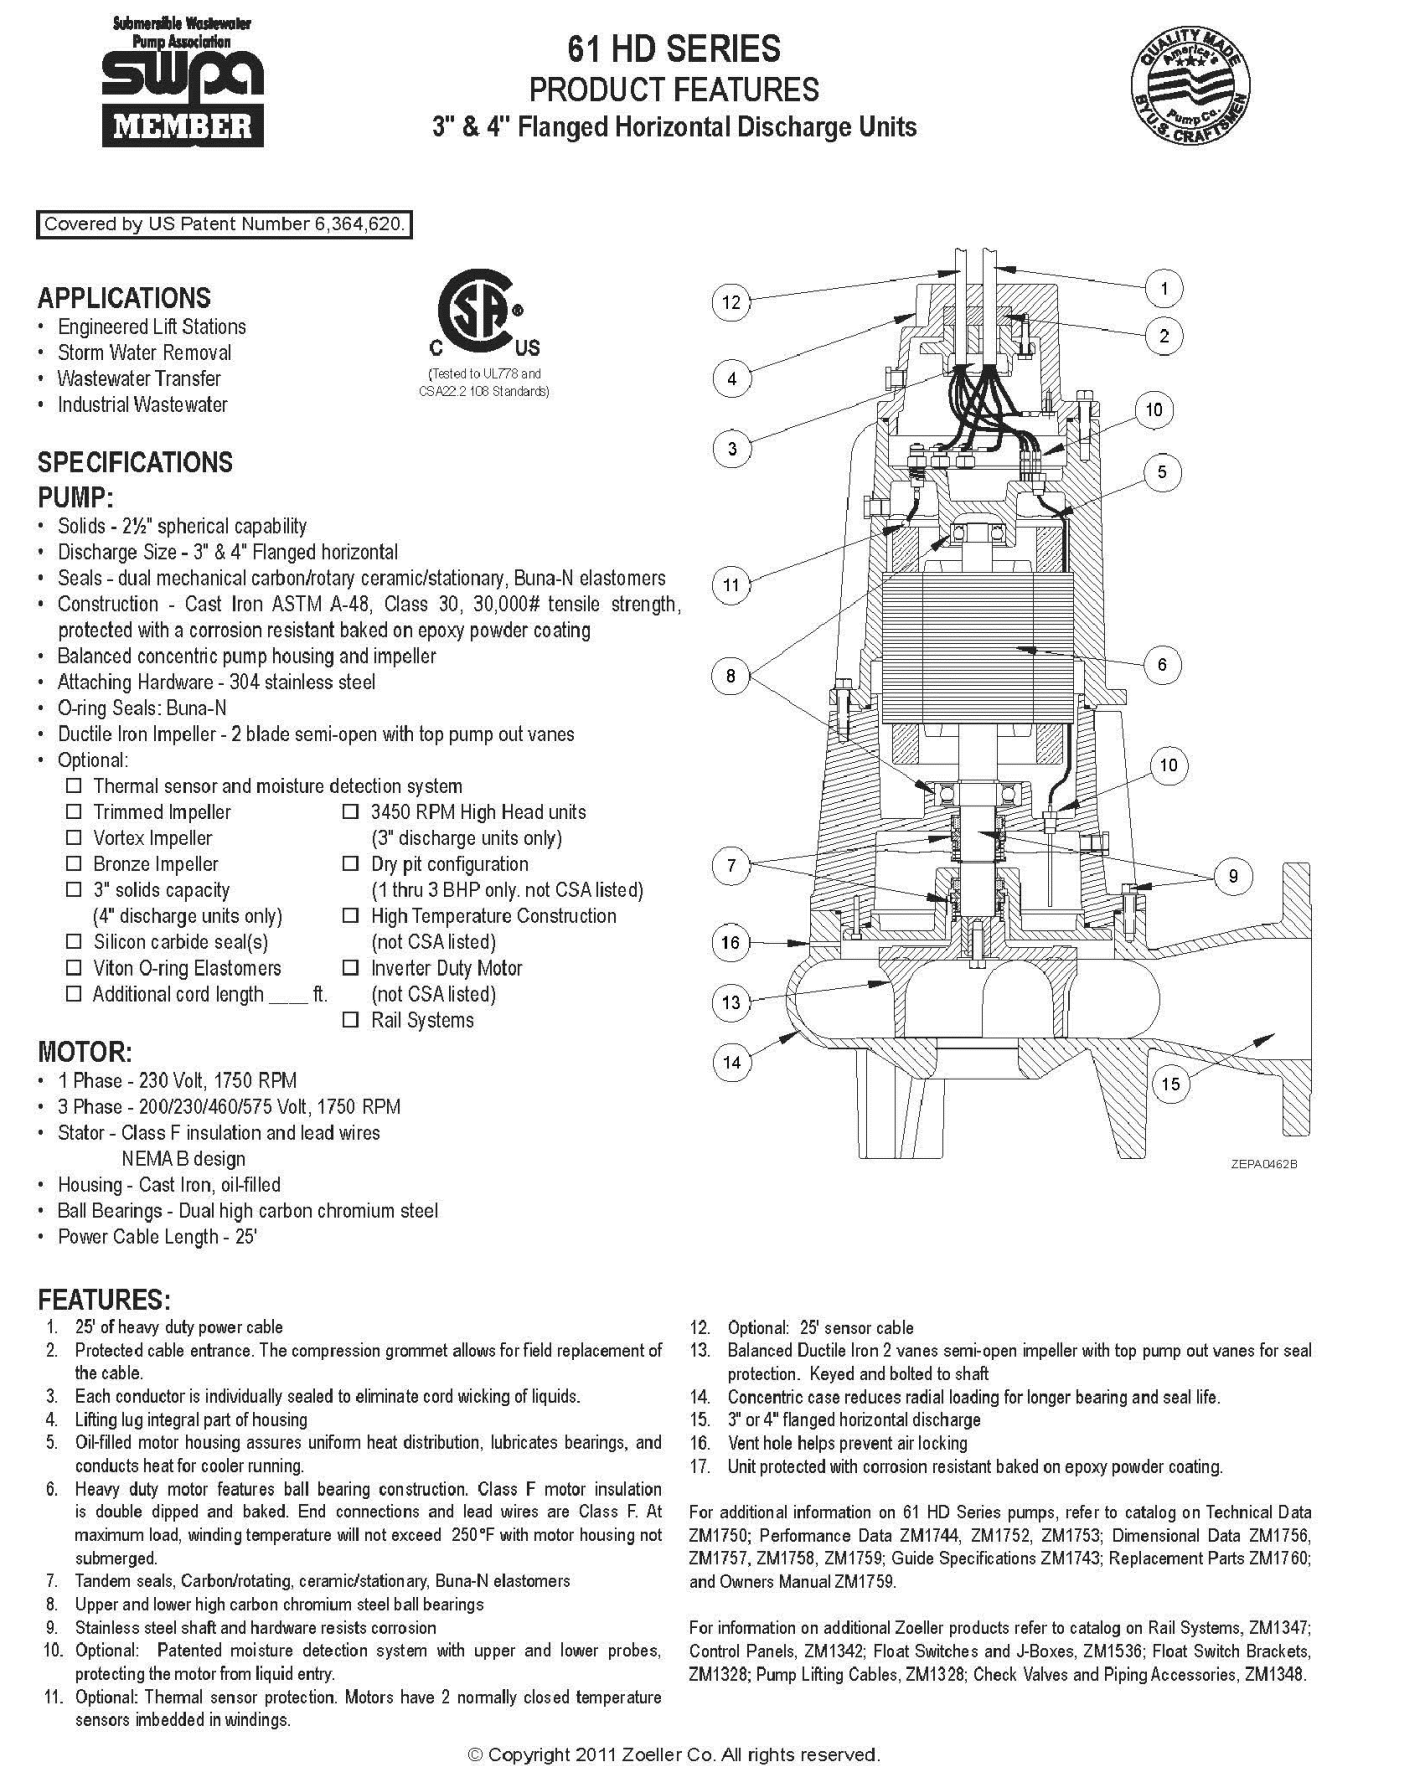 Submersible Wastewater
Pump Association
swpa
MEMBER
61 HD SERIES
PRODUCT FEATURES
3" & 4" Flanged Horizontal Discharge Units
QUALITY MADE
America's
Pump Co.
BY U.S. CRAFTSMEN
Covered by US Patent Number 6,364,620.
APPLICATIONS
• Engineered Lift Stations
• Storm Water Removal
• Wastewater Transfer
• Industrial Wastewater
CSA®
C US
(Tested to UL778 and
CSA22.2 108 Standards)
SPECIFICATIONS
PUMP:
• Solids - 2½" spherical capability
• Discharge Size - 3" & 4" Flanged horizontal
• Seals - dual mechanical carbon/rotary ceramic/stationary, Buna-N elastomers
• Construction - Cast Iron ASTM A-48, Class 30, 30,000# tensile strength,
protected with a corrosion resistant baked on epoxy powder coating
• Balanced concentric pump housing and impeller
• Attaching Hardware - 304 stainless steel
• O-ring Seals: Buna-N
• Ductile Iron Impeller - 2 blade semi-open with top pump out vanes
• Optional:
☐ Thermal sensor and moisture detection system
☐ Trimmed Impeller
☐ Vortex Impeller
☐ Bronze Impeller
☐ 3" solids capacity
(4" discharge units only)
☐ Silicon carbide seal(s)
☐ Viton O-ring Elastomers
☐ Additional cord length ____ ft.
☐ 3450 RPM High Head units
(3" discharge units only)
☐ Dry pit configuration
(1 thru 3 BHP only. not CSA listed)
☐ High Temperature Construction
(not CSA listed)
☐ Inverter Duty Motor
(not CSA listed)
☐ Rail Systems
MOTOR:
• 1 Phase - 230 Volt, 1750 RPM
• 3 Phase - 200/230/460/575 Volt, 1750 RPM
• Stator - Class F insulation and lead wires
NEMA B design
• Housing - Cast Iron, oil-filled
• Ball Bearings - Dual high carbon chromium steel
• Power Cable Length - 25'
12
1
2
4
3
10
5
11
8
6
10
7
9
16
13
14
15
ZEPA0462B
FEATURES:
1. 25' of heavy duty power cable
2. Protected cable entrance. The compression grommet allows for field replacement of
the cable.
3. Each conductor is individually sealed to eliminate cord wicking of liquids.
4. Lifting lug integral part of housing
5. Oil-filled motor housing assures uniform heat distribution, lubricates bearings, and
conducts heat for cooler running.
6. Heavy duty motor features ball bearing construction. Class F motor insulation
is double dipped and baked. End connections and lead wires are Class F. At
maximum load, winding temperature will not exceed 250°F with motor housing not
submerged.
7. Tandem seals, Carbon/rotating, ceramic/stationary, Buna-N elastomers
8. Upper and lower high carbon chromium steel ball bearings
9. Stainless steel shaft and hardware resists corrosion
10. Optional: Patented moisture detection system with upper and lower probes,
protecting the motor from liquid entry.
11. Optional: Thermal sensor protection. Motors have 2 normally closed temperature
sensors imbedded in windings.
12. Optional: 25' sensor cable
13. Balanced Ductile Iron 2 vanes semi-open impeller with top pump out vanes for seal
protection. Keyed and bolted to shaft
14. Concentric case reduces radial loading for longer bearing and seal life.
15. 3" or 4" flanged horizontal discharge
16. Vent hole helps prevent air locking
17. Unit protected with corrosion resistant baked on epoxy powder coating.
For additional information on 61 HD Series pumps, refer to catalog on Technical Data
ZM1750; Performance Data ZM1744, ZM1752, ZM1753; Dimensional Data ZM1756,
ZM1757, ZM1758, ZM1759; Guide Specifications ZM1743; Replacement Parts ZM1760;
and Owners Manual ZM1759.
For information on additional Zoeller products refer to catalog on Rail Systems, ZM1347;
Control Panels, ZM1342; Float Switches and J-Boxes, ZM1536; Float Switch Brackets,
ZM1328; Pump Lifting Cables, ZM1328; Check Valves and Piping Accessories, ZM1348.
© Copyright 2011 Zoeller Co. All rights reserved.